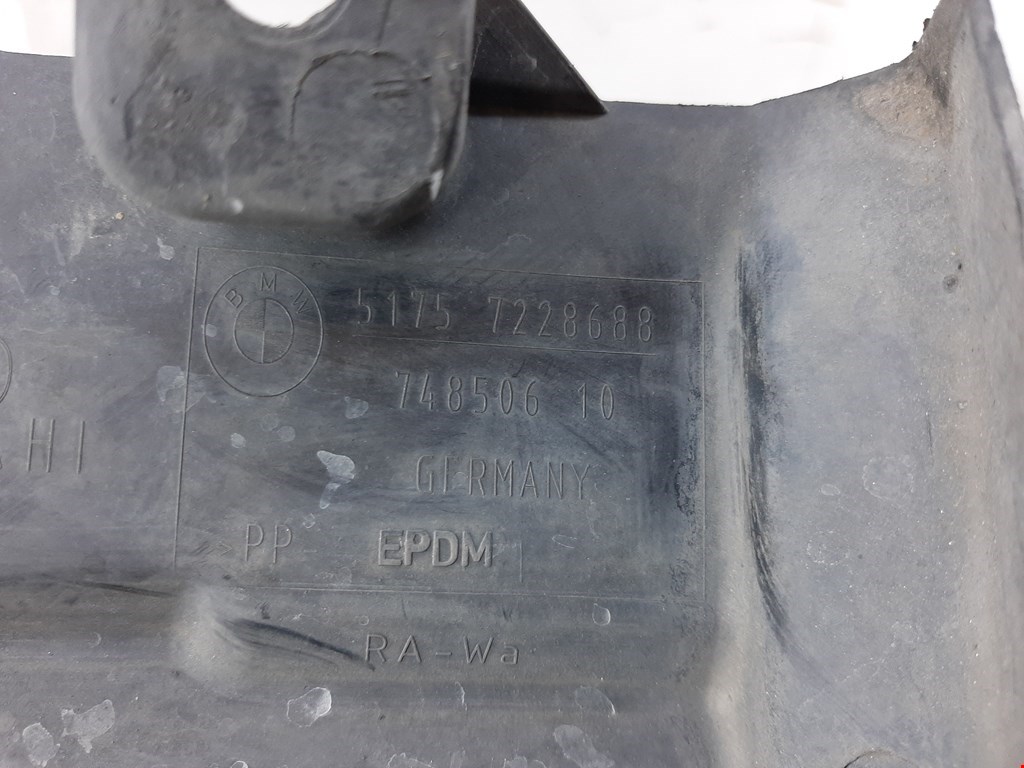 BMW
5175 7228688
748506 10
GERMANY
HI
>PP EPDM
RA-Wa